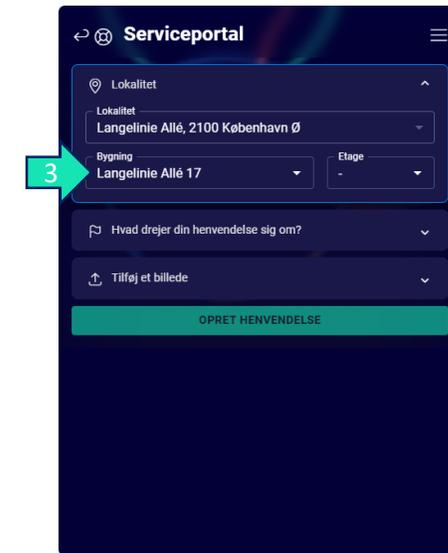 Serviceportal
Lokalitet
Lokalitet
Langelinie Allé, 2100 København Ø
Bygning
Etage
3
Langelinie Allé 17
-
Hvad drejer din henvendelse sig om?
Tilføj et billede
OPRET HENVENDELSE